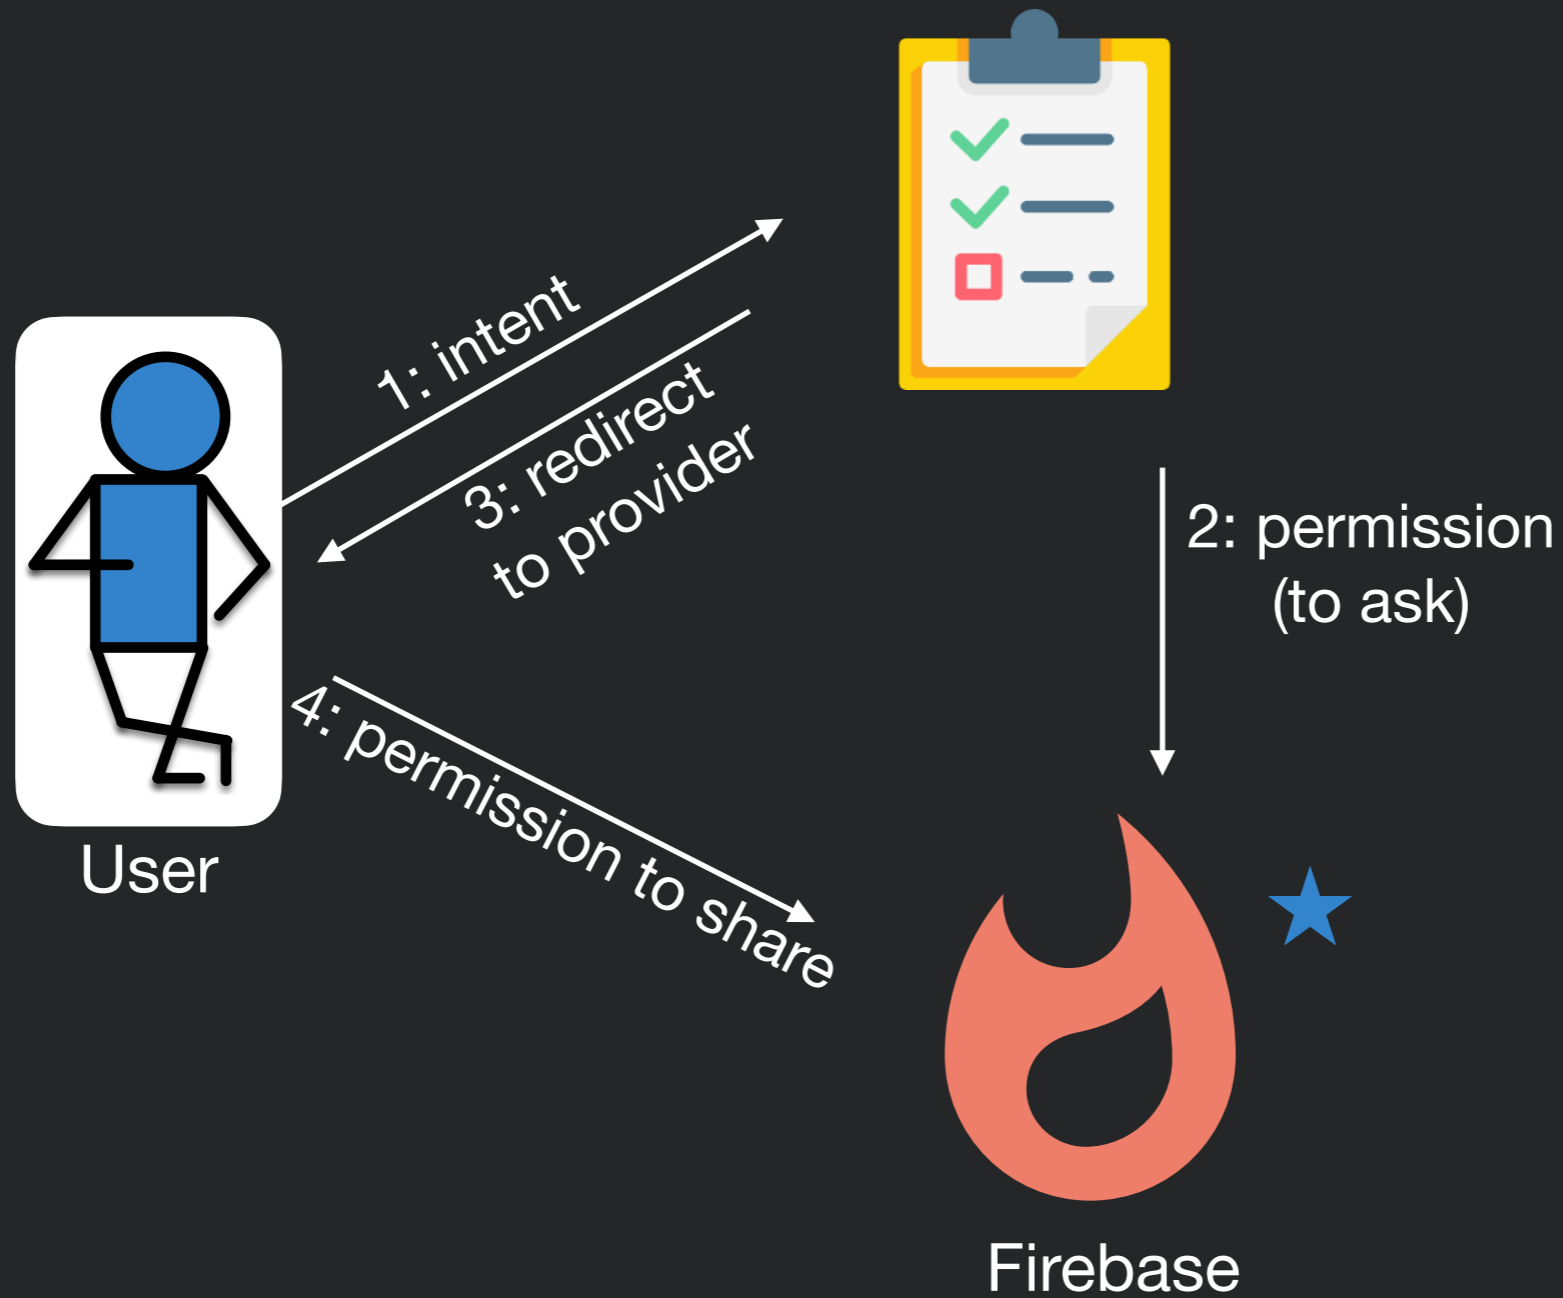 1: intent
3: redirect
to provider
2: permission
(to ask)
4: permission to share
User
Firebase